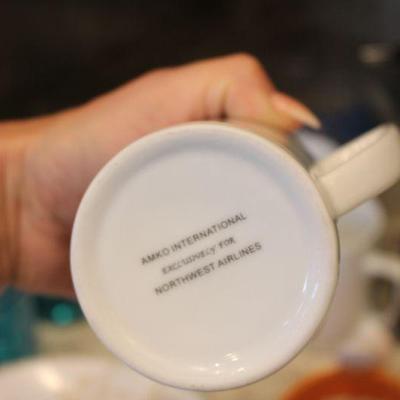 AMKO INTERNATIONAL
EXCLUSIVELY FOR
NORTHWEST AIRLINES